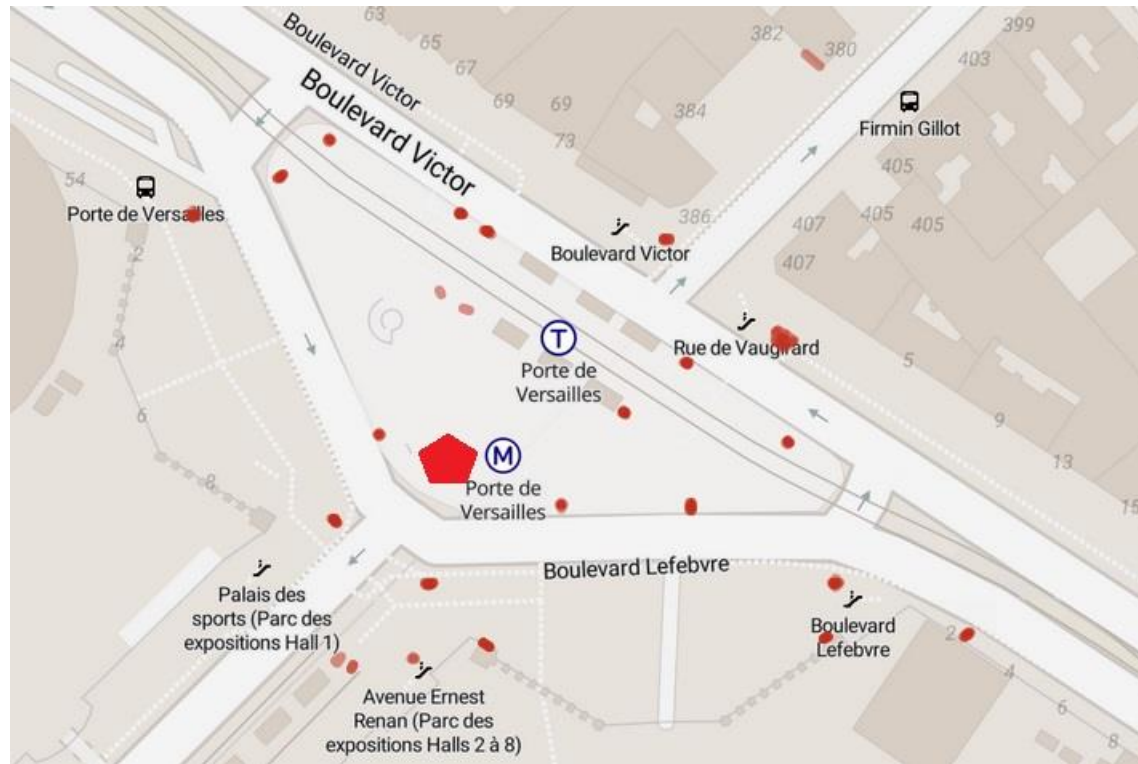 63
65
67
69
69
73
Boulevard Victor
Boulevard Victor
382
380
384
386
399
403
Firmin Gillot
405
405
405
407
407
54
Porte de Versailles
2
4
6
8
Boulevard Victor
Rue de Vaugirard
T
Porte de
Versailles
M
Porte de
Versailles
5
9
13
15
Boulevard Lefebvre
Palais des
sports (Parc des
expositions Hall 1)
Avenue Ernest
Renan (Parc des
expositions Halls 2 à 8)
Boulevard
Lefebvre
2
4
6
8